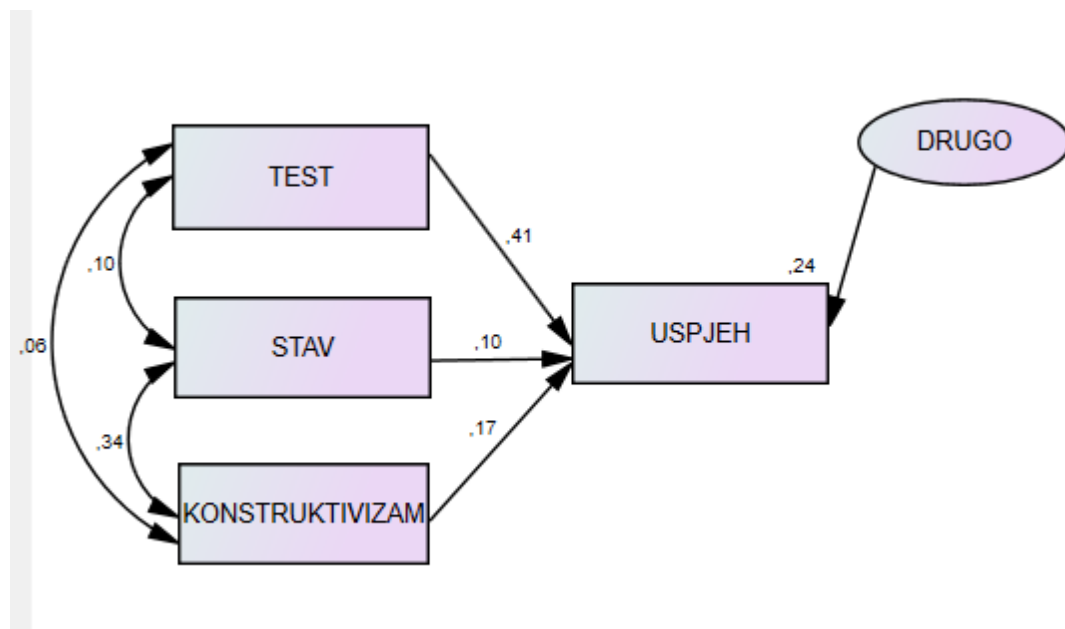 DRUGO
TEST
,41
,10
,24
,06
STAV
,10
USPJEH
,34
,17
KONSTRUKTIVIZAM